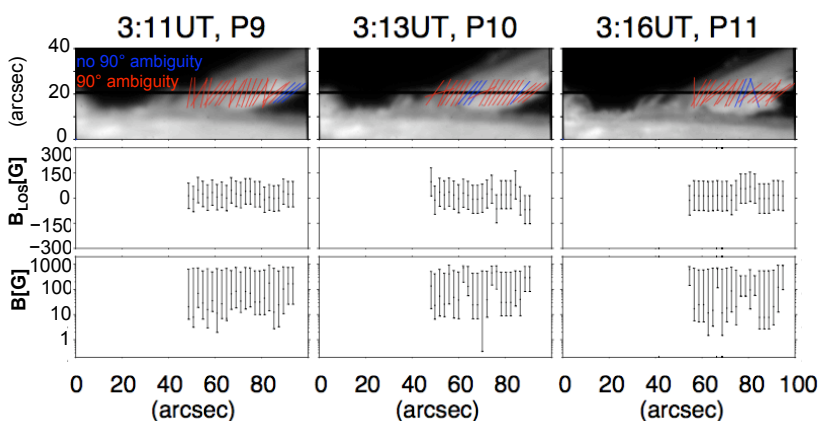 3:11UT, P9 3:13UT, P10 3:16UT, P11
40
no 90° ambiguity
90° ambiguity
20
0
(arcsec)
300
150
0
−150
−300
B_Los[G]
1000
100
10
1
B[G]
0 20 40 60 80 0 20 40 60 80 0 20 40 60 80 100
(arcsec) (arcsec) (arcsec)